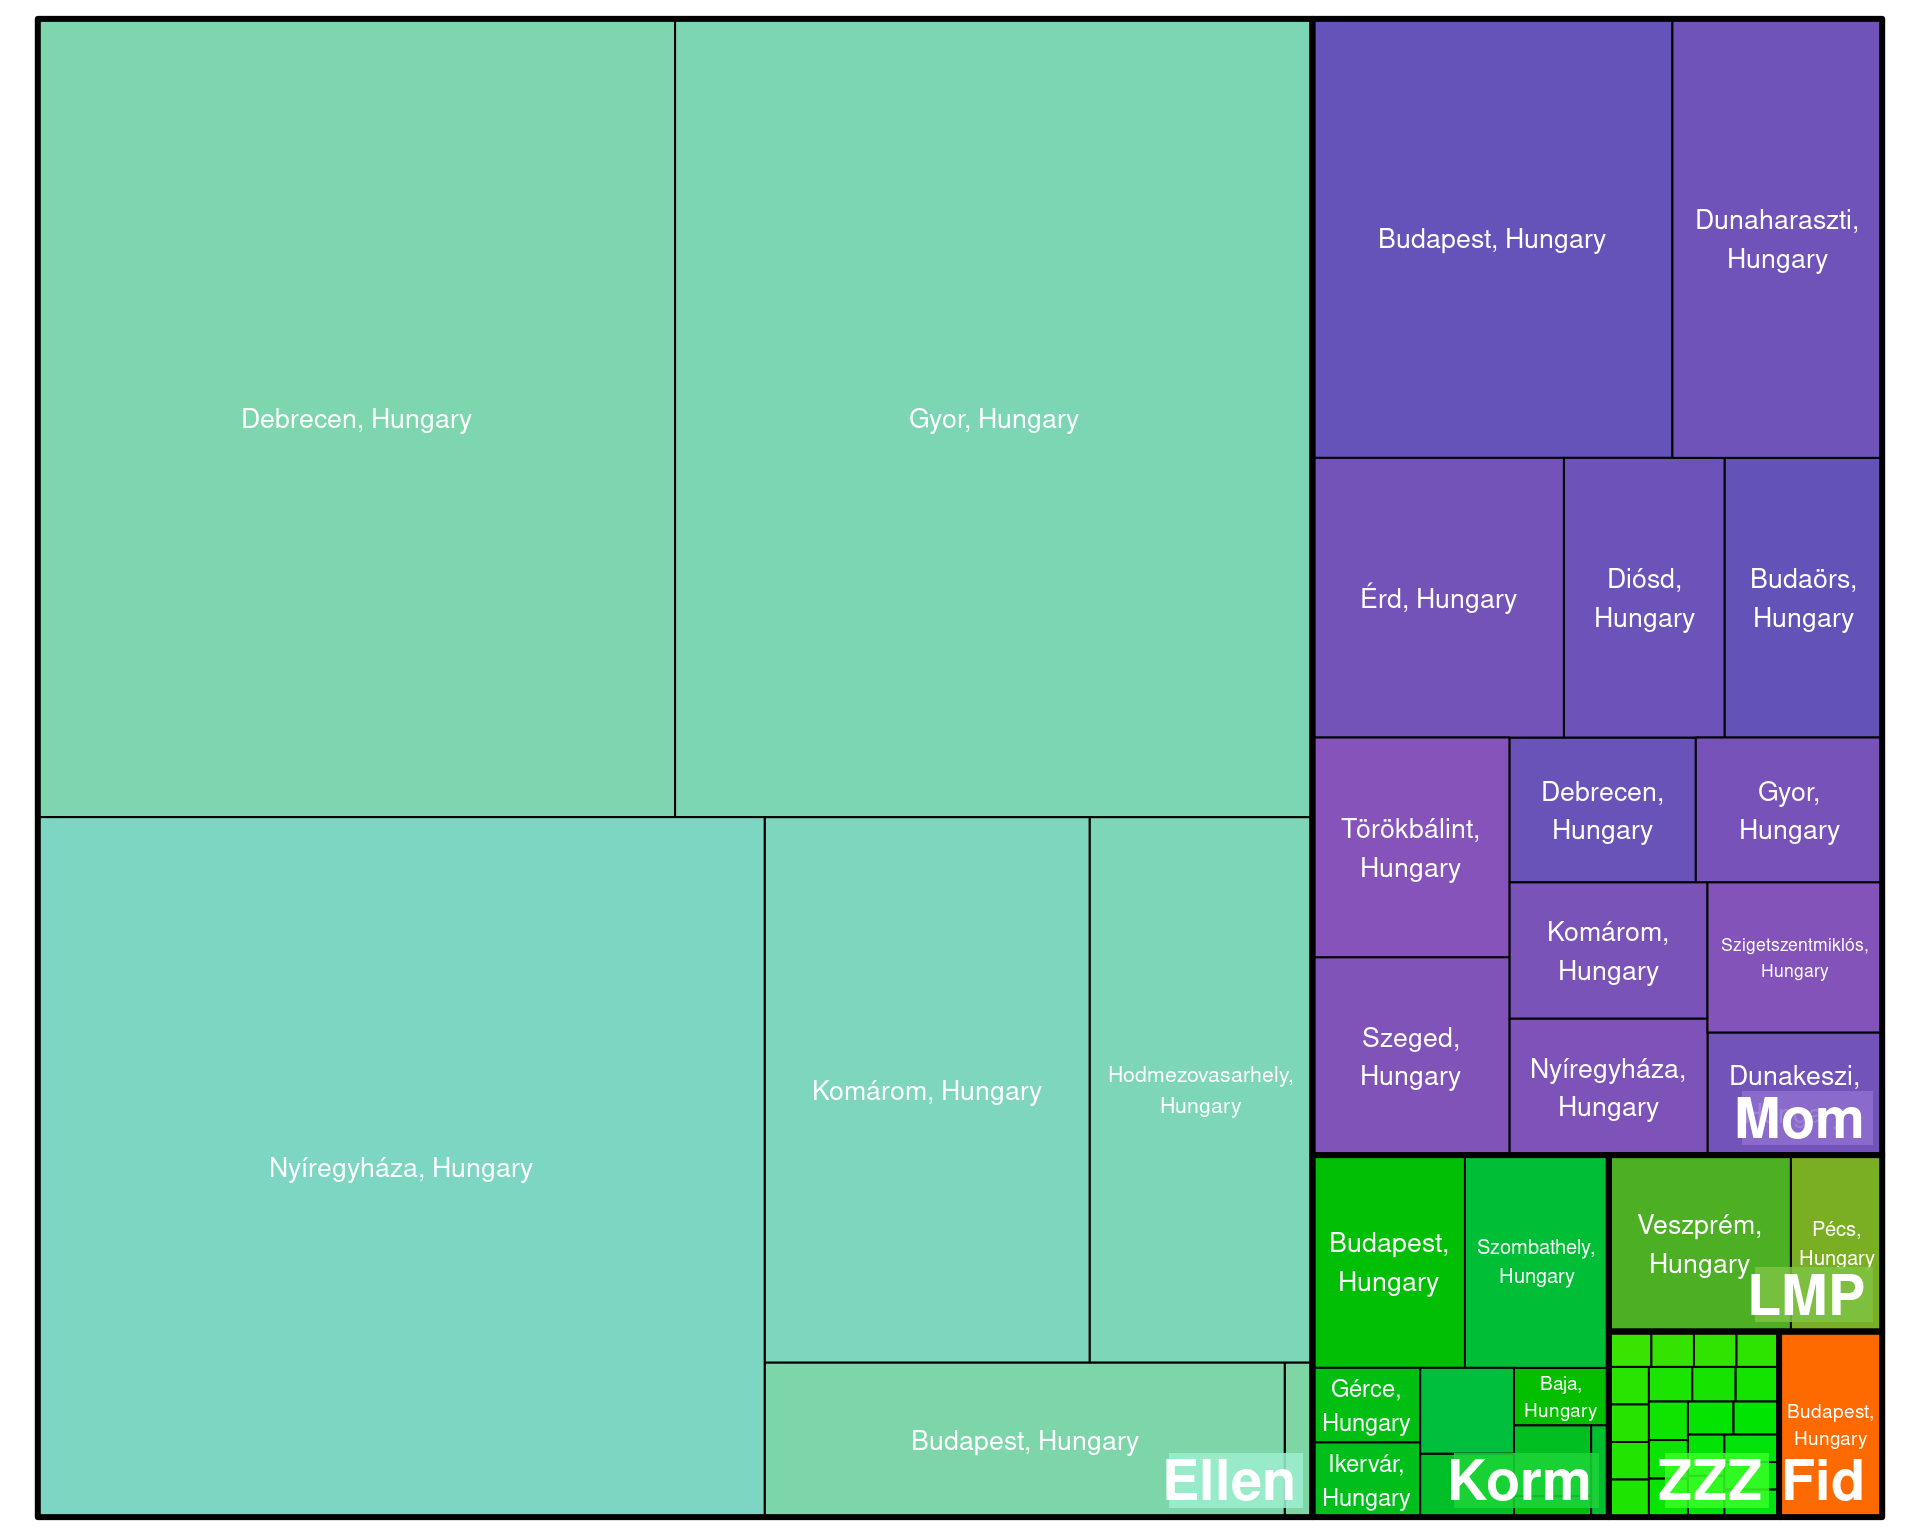 Debrecen, Hungary
Gyor, Hungary
Nyíregyháza, Hungary
Komárom, Hungary
Hodmezovasarhely,
Hungary
Budapest, Hungary
Ellen
Budapest, Hungary
Dunaharaszti,
Hungary
Érd, Hungary
Diósd,
Hungary
Budaörs,
Hungary
Törökbálint,
Hungary
Debrecen,
Hungary
Gyor,
Hungary
Szeged,
Hungary
Komárom,
Hungary
Szigetszentmiklós,
Hungary
Nyíregyháza,
Hungary
Dunakeszi,
Mom
Budapest,
Hungary
Szombathely,
Hungary
Gérce,
Hungary
Baja,
Hungary
Ikervár,
Hungary
Korm
Veszprém,
Hungary
Pécs,
Hungary
LMP
ZZZ
Budapest,
Hungary
Fid